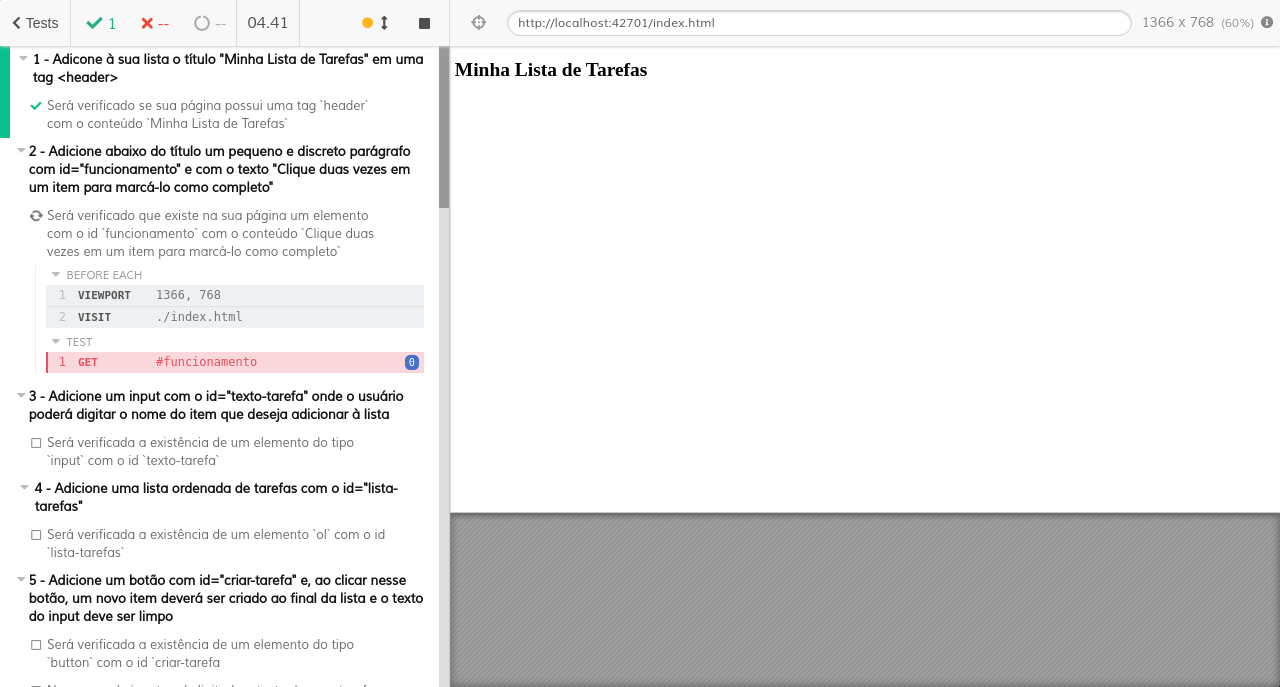 Tests 1 -- -- 04.41
http://localhost:42701/index.html
1366 x 768 (60%)
1 - Adicone à sua lista o título "Minha Lista de Tarefas" em uma
tag <header>
Será verificado se sua página possui uma tag `header`
com o conteúdo `Minha Lista de Tarefas`
2 - Adicione abaixo do título um pequeno e discreto parágrafo
com id="funcionamento" e com o texto "Clique duas vezes em
um item para marcá-lo como completo"
Será verificado que existe na sua página um elemento
com o id `funcionamento` com o conteúdo `Clique duas
vezes em um item para marcá-lo como completo`
BEFORE EACH
1 VIEWPORT 1366, 768
2 VISIT ./index.html
TEST
1 GET #funcionamento 0
3 - Adicione um input com o id="texto-tarefa" onde o usuário
poderá digitar o nome do item que deseja adicionar à lista
Será verificada a existência de um elemento do tipo
`input` com o id `texto-tarefa`
4 - Adicione uma lista ordenada de tarefas com o id="lista-
tarefas"
Será verificada a existência de um elemento `ol` com o id
`lista-tarefas`
5 - Adicione um botão com id="criar-tarefa" e, ao clicar nesse
botão, um novo item deverá ser criado ao final da lista e o texto
do input deve ser limpo
Será verificada a existência de um elemento do tipo
`button` com o id `criar-tarefa
Minha Lista de Tarefas